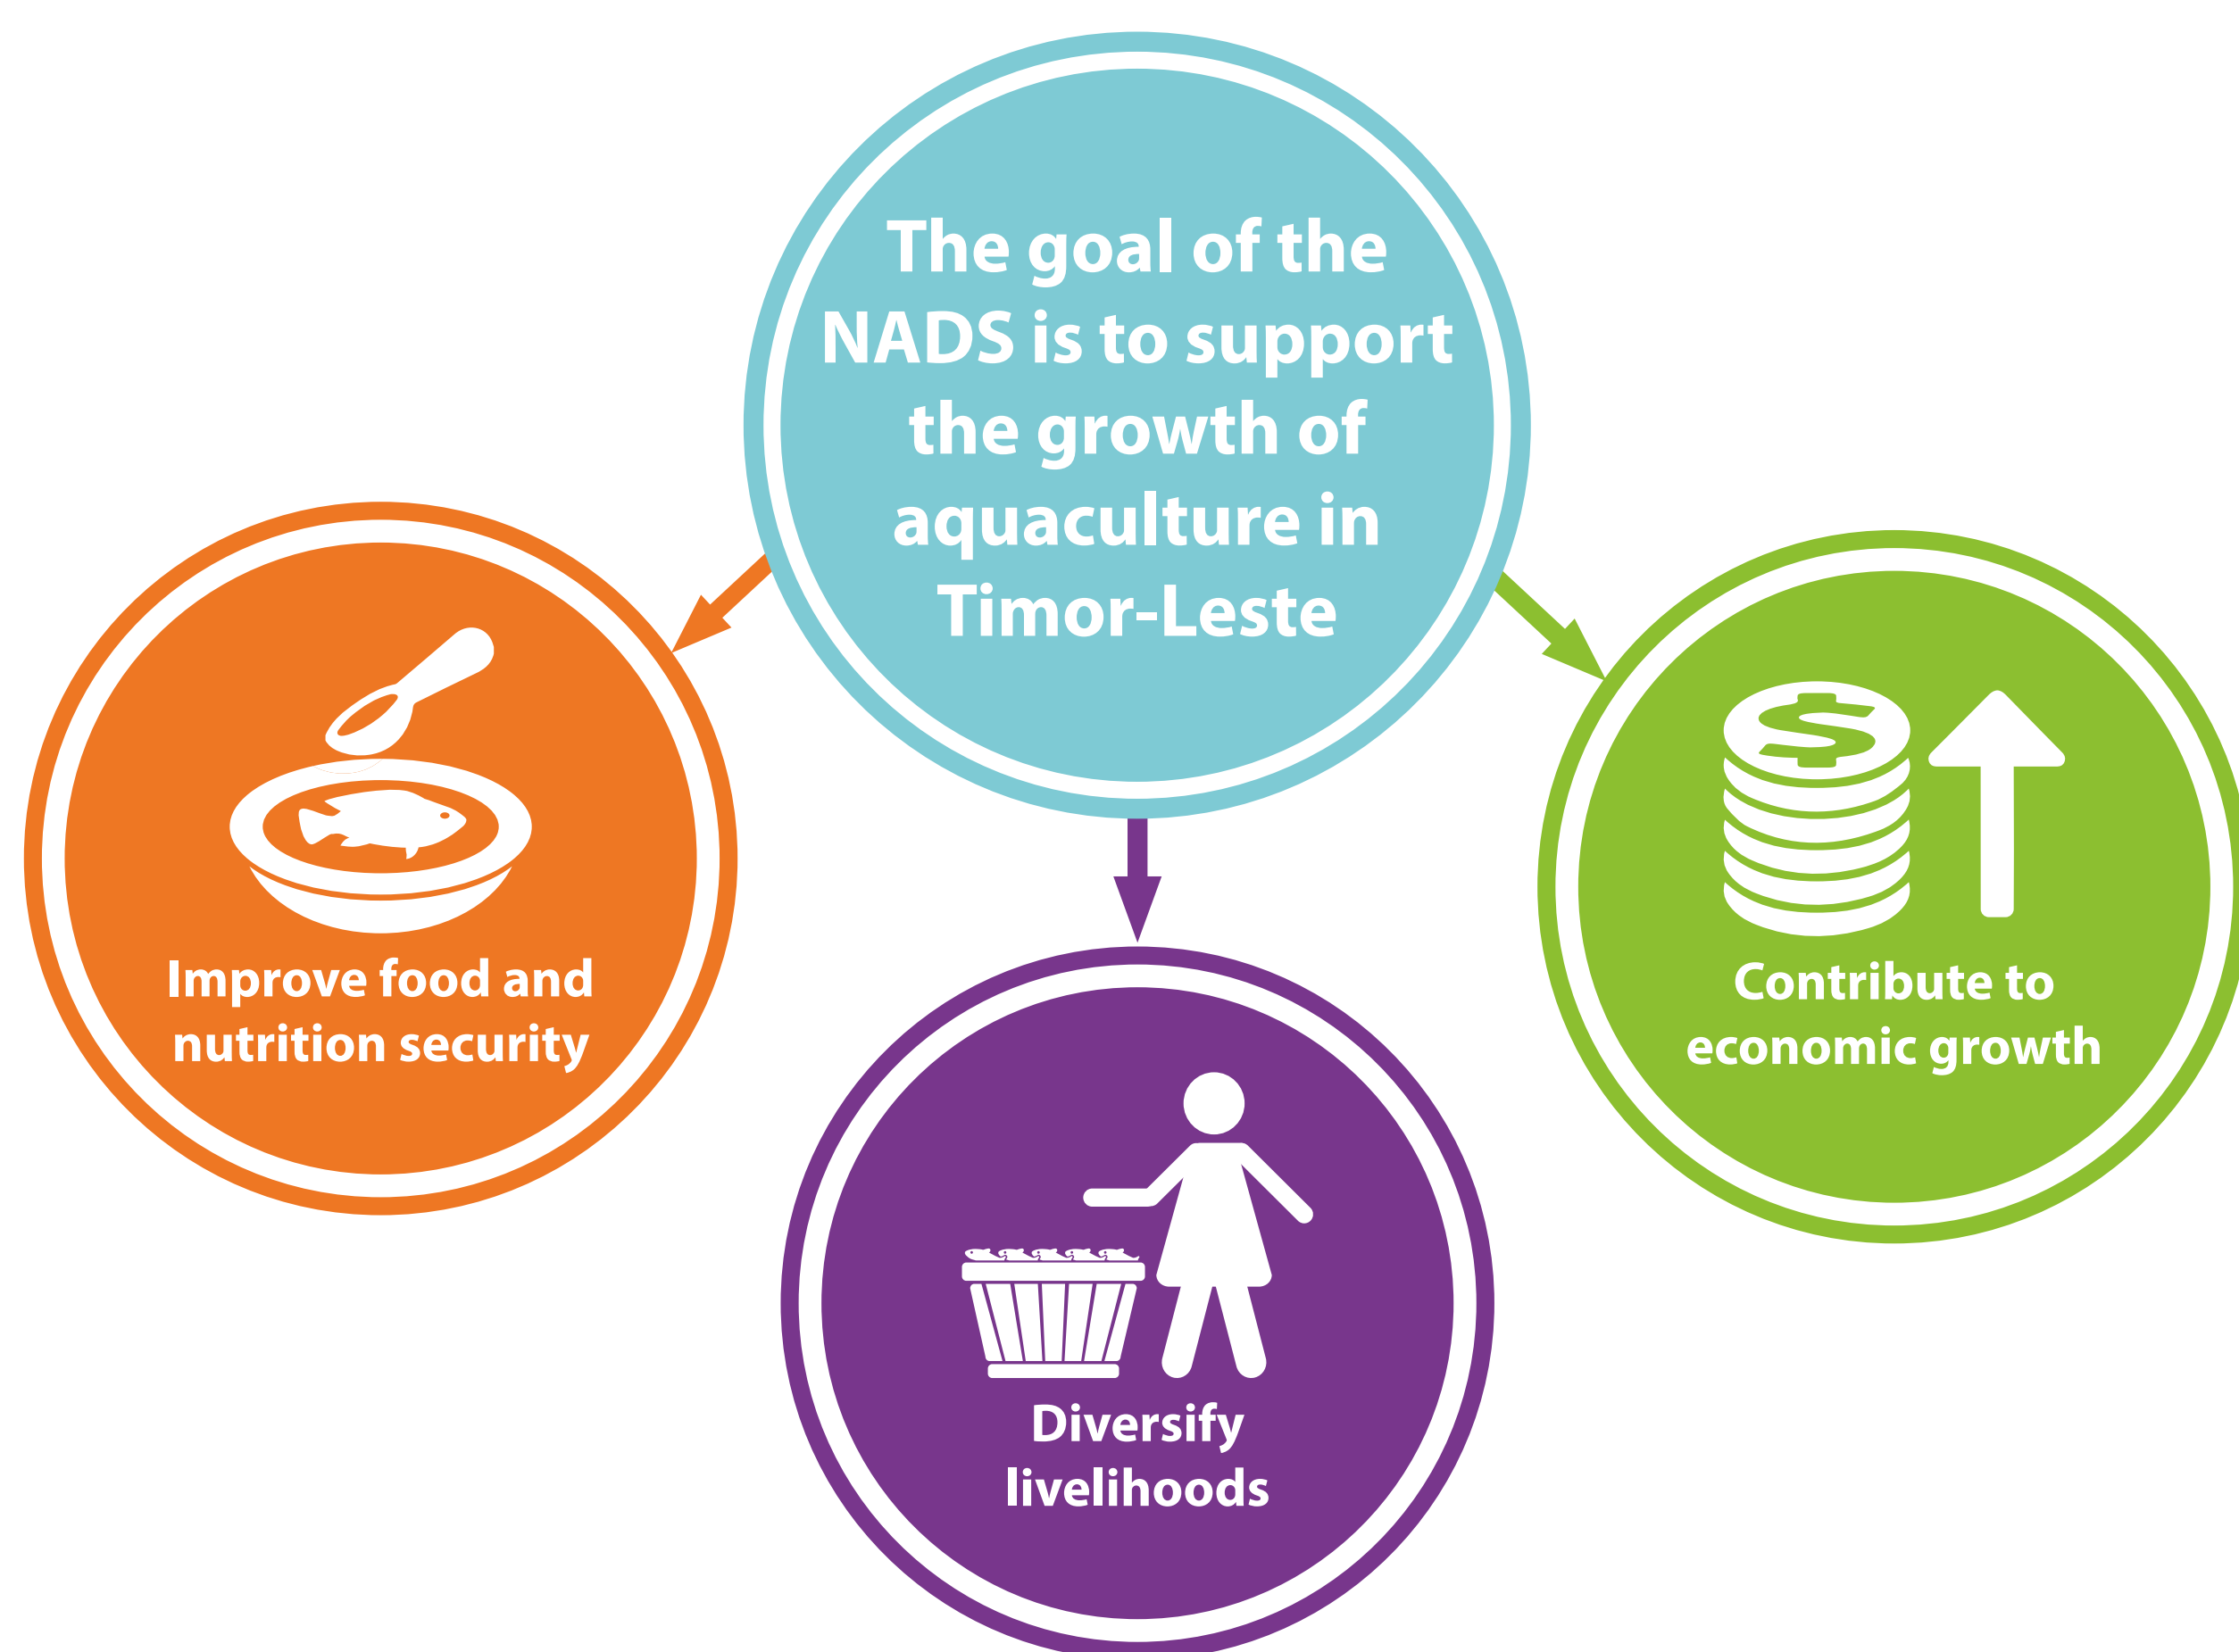 The goal of the
NADS is to support
the growth of
aquaculture in
Timor-Leste
Improve food and
nutrition security
Diversify
livelihoods
Contribute to
economic growth